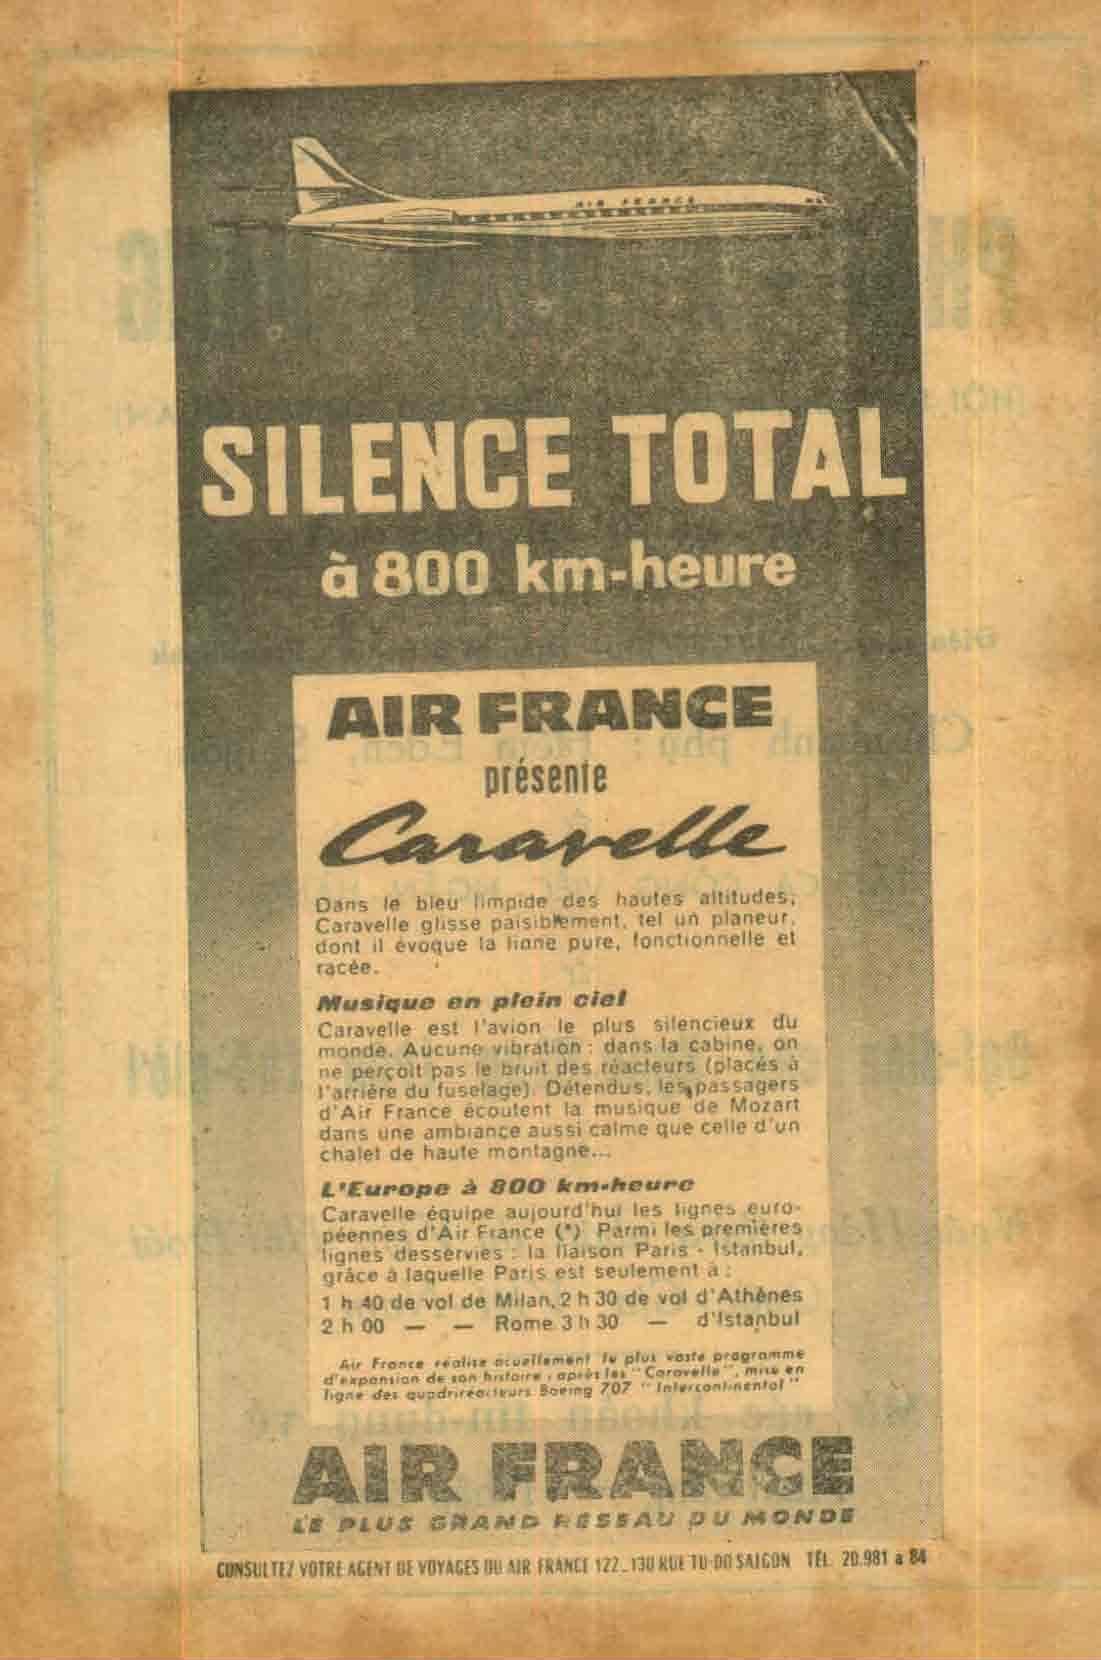 AIR FRANCE
SILENCE TOTAL
à 800 km-heure
AIR FRANCE
présente
Caravelle
Dans le bleu limpide des hautes altitudes,
Caravelle glisse paisiblement, tel un planeur,
dont il évoque la ligne pure, fonctionnelle et
racée.
Musique en plein ciel
Caravelle est l'avion le plus silencieux du
monde. Aucune vibration : dans la cabine, on
ne perçoit pas le bruit des réacteurs (placés à
l'arrière du fuselage). Détendus, les passagers
d'Air France écoutent la musique de Mozart
dans une ambiance aussi calme que celle d'un
chalet de haute montagne...
L'Europe à 800 km-heure
Caravelle équipe aujourd'hui les lignes euro-
péennes d'Air France (*) Parmi les premières
lignes desservies : la liaison Paris - Istanbul,
grâce à laquelle Paris est seulement à :
1 h 40 de vol de Milan, 2 h 30 de vol d'Athènes
2 h 00 — — Rome 3 h 30 — d'Istanbul
Air France réalise acuellement le plus vaste programme
d'expansion de son histoire : après les "Caravelle", mise en
ligne des quadriréacteurs Boeing 707 "Intercontinental"
AIR FRANCE
LE PLUS GRAND RESEAU DU MONDE
CONSULTEZ VOTRE AGENT DE VOYAGES OU AIR FRANCE 122_130 RUE TU-DO SAIGON TÉL. 20.981 a 84